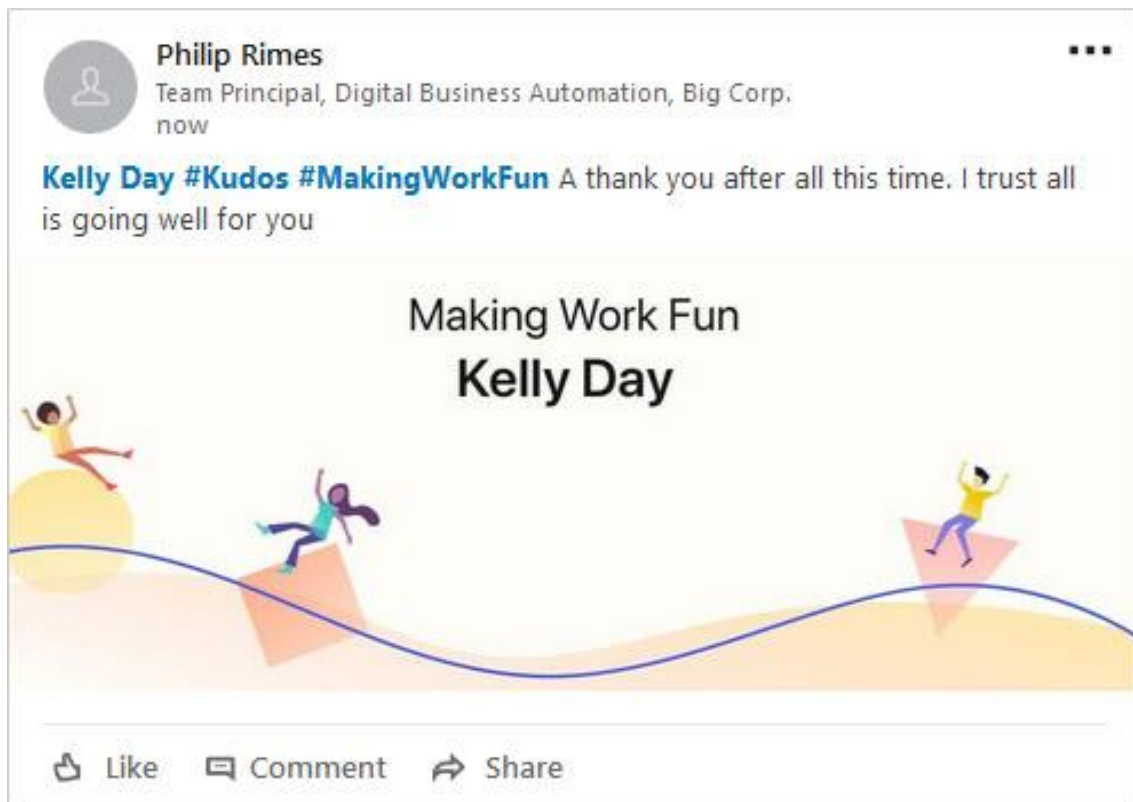 Philip Rimes
Team Principal, Digital Business Automation, Big Corp.
now
Kelly Day #Kudos #MakingWorkFun A thank you after all this time. I trust all
is going well for you
Making Work Fun
Kelly Day
Like Comment Share